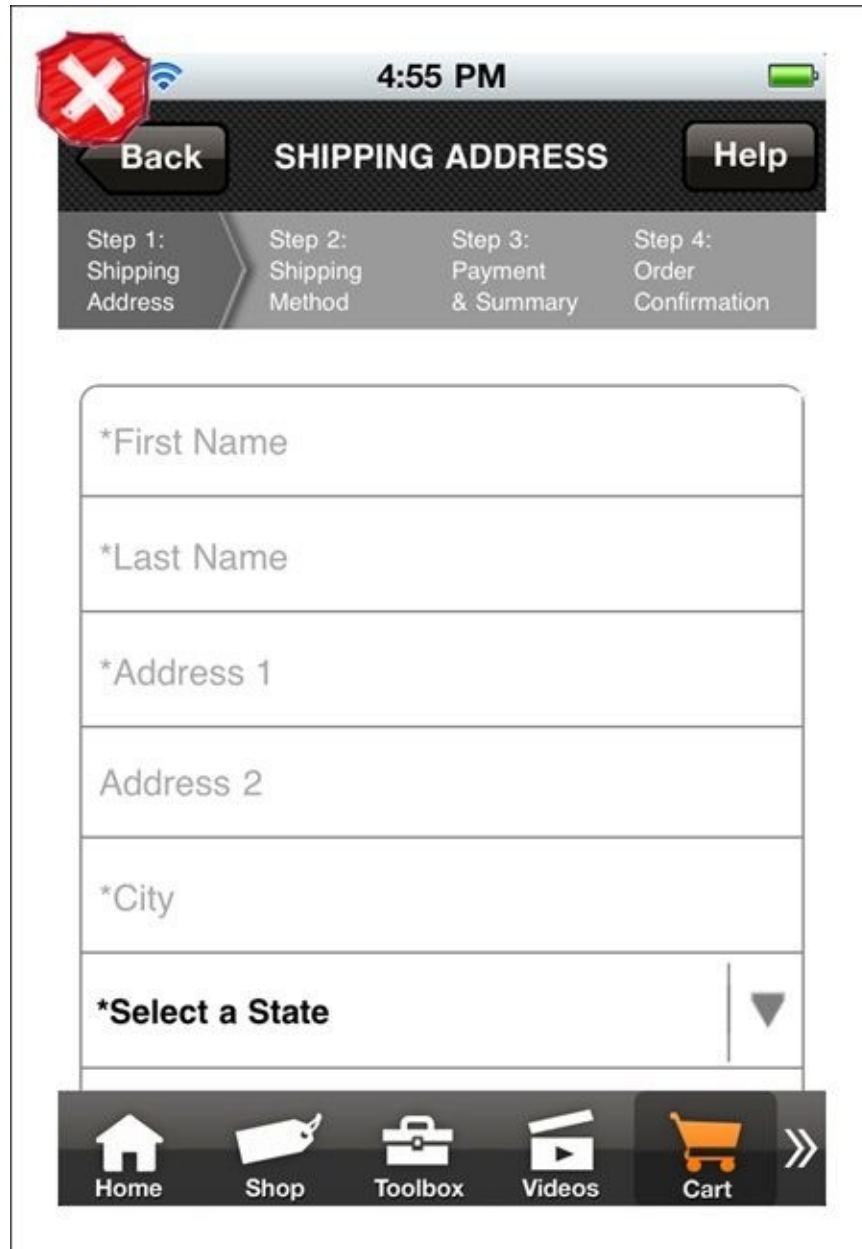 4:55 PM
Back
SHIPPING ADDRESS
Help
Step 1:
Shipping
Address
Step 2:
Shipping
Method
Step 3:
Payment
& Summary
Step 4:
Order
Confirmation
*First Name
*Last Name
*Address 1
Address 2
*City
*Select a State
Home
Shop
Toolbox
Videos
Cart